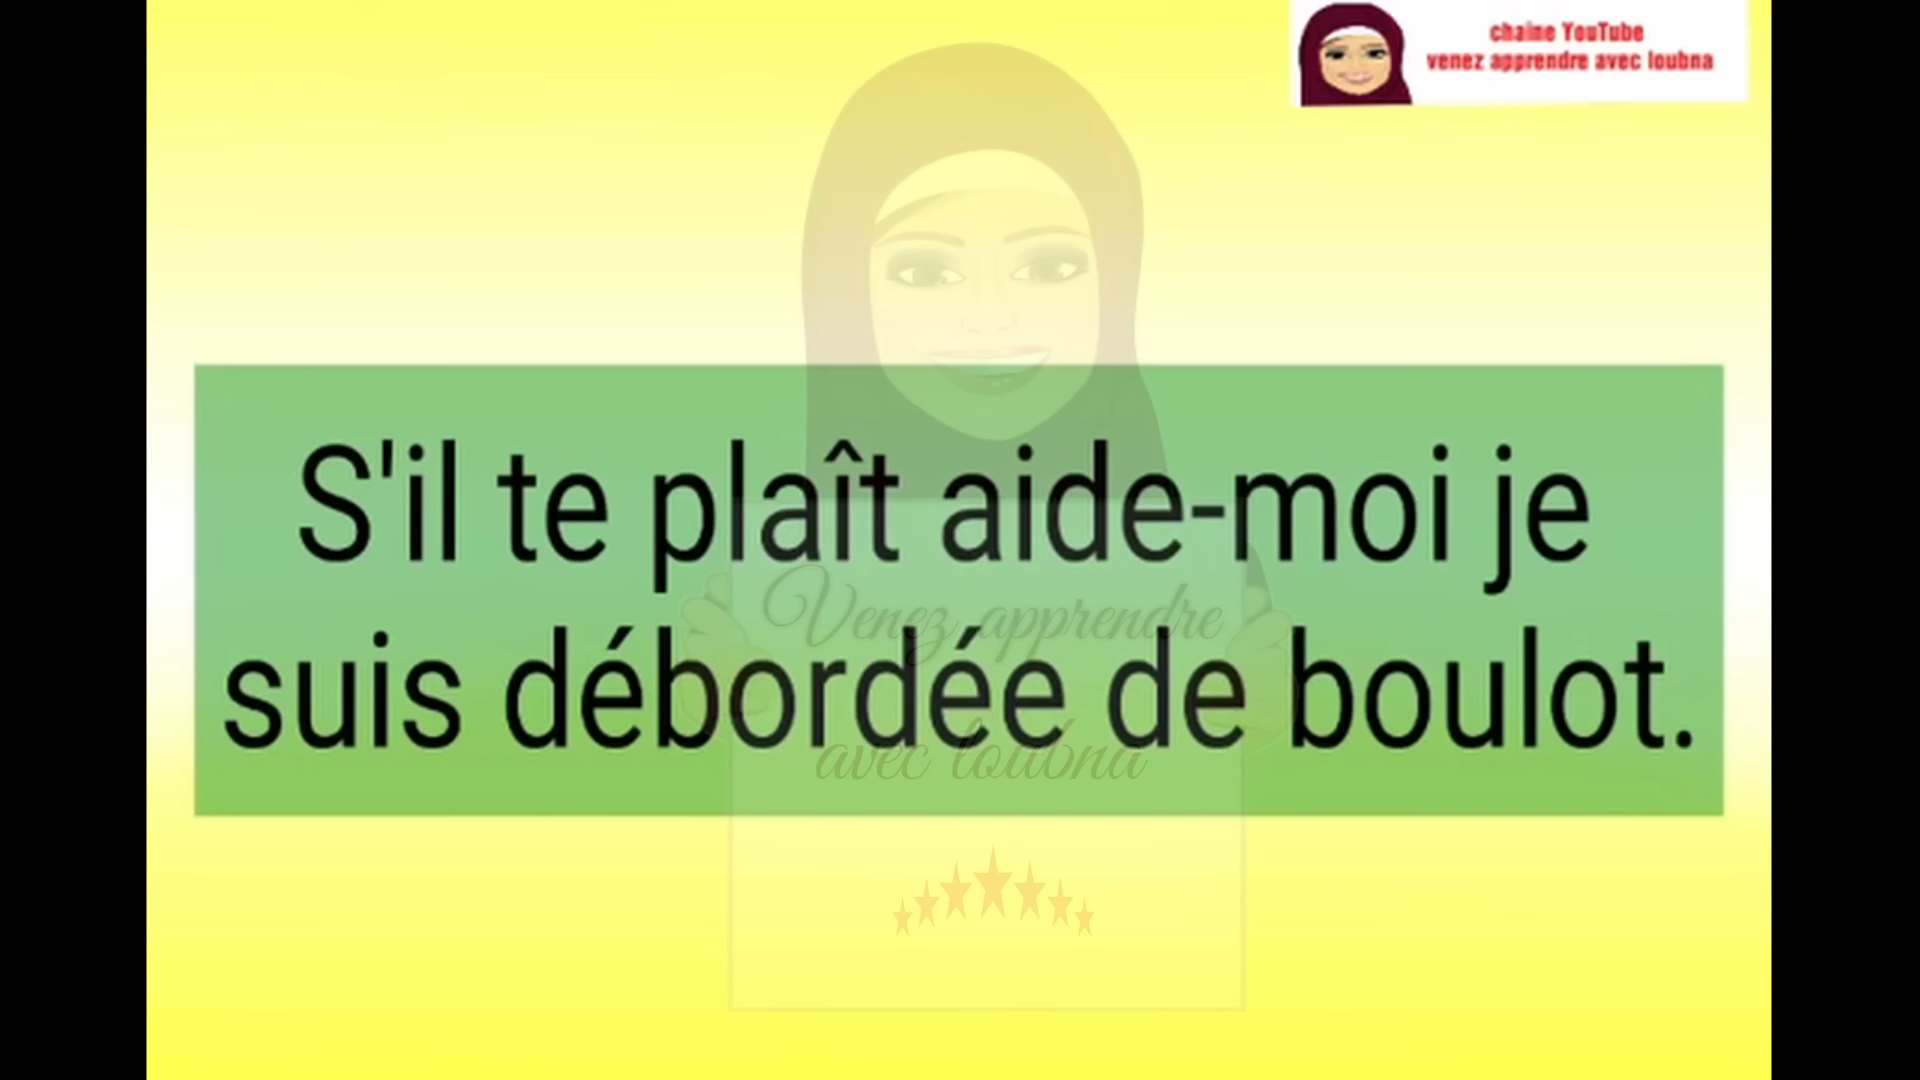 chaine YouTube
venez apprendre avec loubna
S'il te plaît aide-moi je
suis débordée de boulot.
Venez apprendre
avec loubna